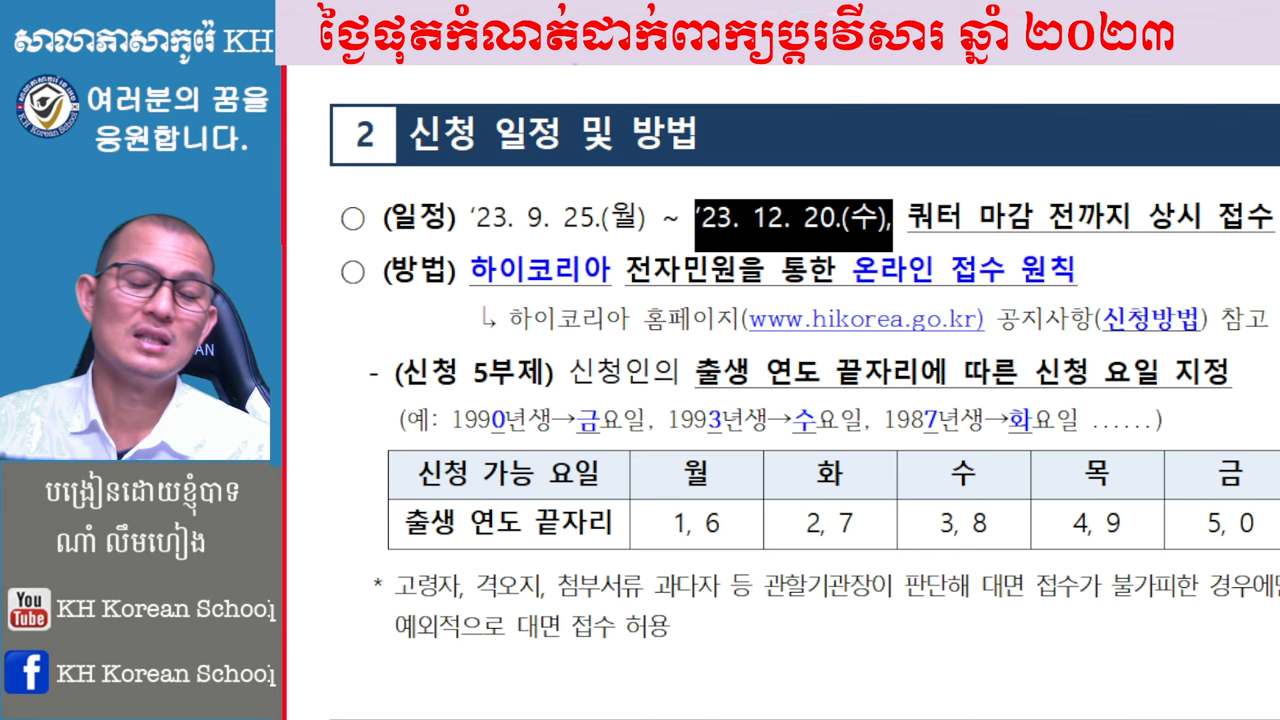 សាលាភាសាកូរ៉េ KH
여러분의 꿈을
응원합니다.
ថ្ងៃផុតកំណត់ដាក់ពាក្យប្តូរវីសារ ឆ្នាំ ២០២៣
2 신청 일정 및 방법
○ (일정) ‘23. 9. 25.(월) ~ ‘23. 12. 20.(수), 쿼터 마감 전까지 상시 접수
○ (방법) 하이코리아 전자민원을 통한 온라인 접수 원칙
↳ 하이코리아 홈페이지(www.hikorea.go.kr) 공지사항(신청방법) 참고
- (신청 5부제) 신청인의 출생 연도 끝자리에 따른 신청 요일 지정
(예: 1990년생→금요일, 1993년생→수요일, 1987년생→화요일 ……)
신청 가능 요일 월 화 수 목 금
출생 연도 끝자리 1, 6 2, 7 3, 8 4, 9 5, 0
* 고령자, 격오지, 첨부서류 과다자 등 관할기관장이 판단해 대면 접수가 불가피한 경우에만
예외적으로 대면 접수 허용
បង្រៀនដោយខ្ញុំបាទ
ណាំ លឹមហៀង
You Tube KH Korean School
f KH Korean School